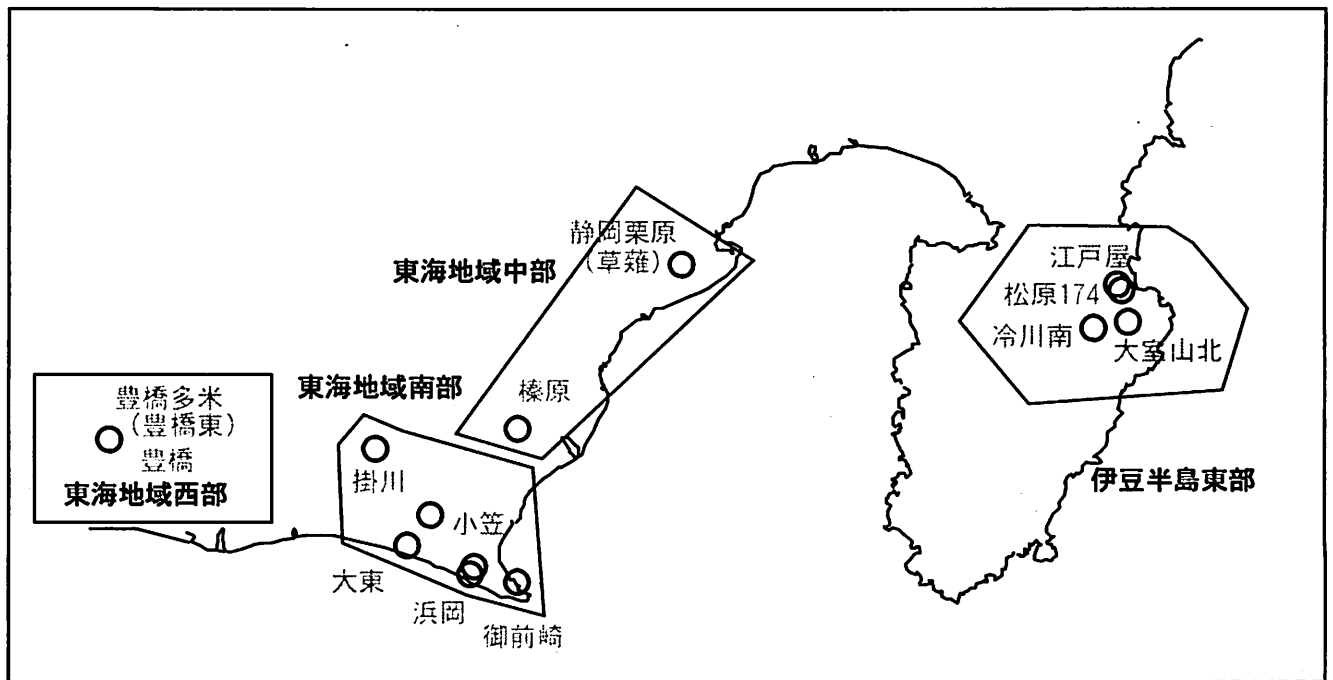 静岡栗原
（草薙）
東海地域中部
江戸屋
松原174
冷川南
大室山北
東海地域南部
榛原
豊橋多米
（豊橋東）
豊橋
東海地域西部
掛川
小笠
大東
浜岡
御前崎
伊豆半島東部